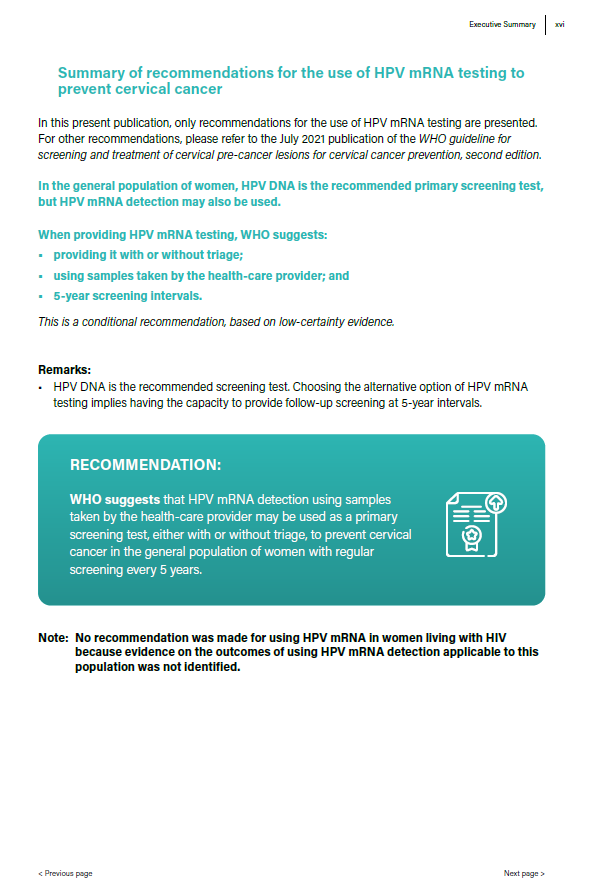 Executive Summary xvi
Summary of recommendations for the use of HPV mRNA testing to
prevent cervical cancer
In this present publication, only recommendations for the use of HPV mRNA testing are presented.
For other recommendations, please refer to the July 2021 publication of the WHO guideline for
screening and treatment of cervical pre-cancer lesions for cervical cancer prevention, second edition.
In the general population of women, HPV DNA is the recommended primary screening test,
but HPV mRNA detection may also be used.
When providing HPV mRNA testing, WHO suggests:
• providing it with or without triage;
• using samples taken by the health-care provider; and
• 5-year screening intervals.
This is a conditional recommendation, based on low-certainty evidence.
Remarks:
• HPV DNA is the recommended screening test. Choosing the alternative option of HPV mRNA
testing implies having the capacity to provide follow-up screening at 5-year intervals.
RECOMMENDATION:
WHO suggests that HPV mRNA detection using samples
taken by the health-care provider may be used as a primary
screening test, either with or without triage, to prevent cervical
cancer in the general population of women with regular
screening every 5 years.
Note: No recommendation was made for using HPV mRNA in women living with HIV
because evidence on the outcomes of using HPV mRNA detection applicable to this
population was not identified.
< Previous page Next page >